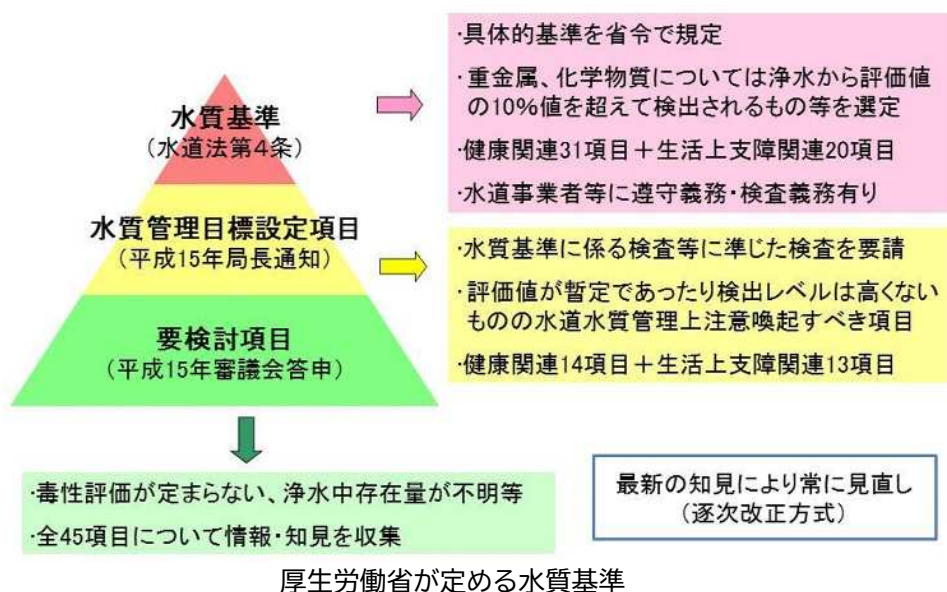 水質基準
(水道法第4条)
・具体的基準を省令で規定
・重金属、化学物質については浄水から評価値
の10%値を超えて検出されるもの等を選定
・健康関連31項目＋生活上支障関連20項目
・水道事業者等に遵守義務・検査義務有り
水質管理目標設定項目
(平成15年局長通知)
・水質基準に係る検査等に準じた検査を要請
・評価値が暫定であったり検出レベルは高くない
ものの水道水質管理上注意喚起すべき項目
・健康関連14項目＋生活上支障関連13項目
要検討項目
(平成15年審議会答申)
・毒性評価が定まらない、浄水中存在量が不明等
・全45項目について情報・知見を収集
最新の知見により常に見直し
(逐次改正方式)
厚生労働省が定める水質基準